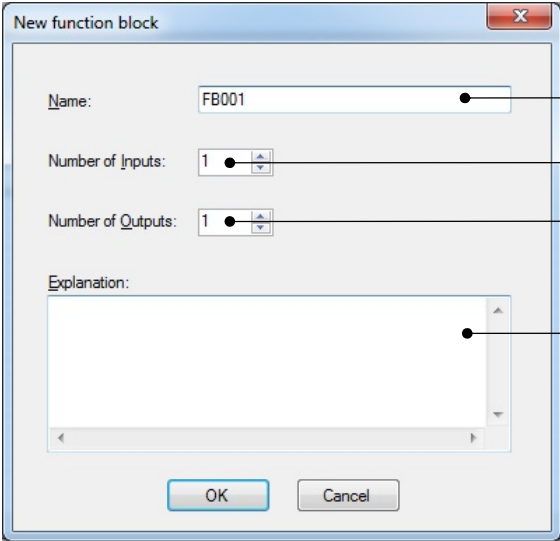 New function block
Name: FB001
Number of Inputs: 1
Number of Outputs: 1
Explanation:
OK Cancel